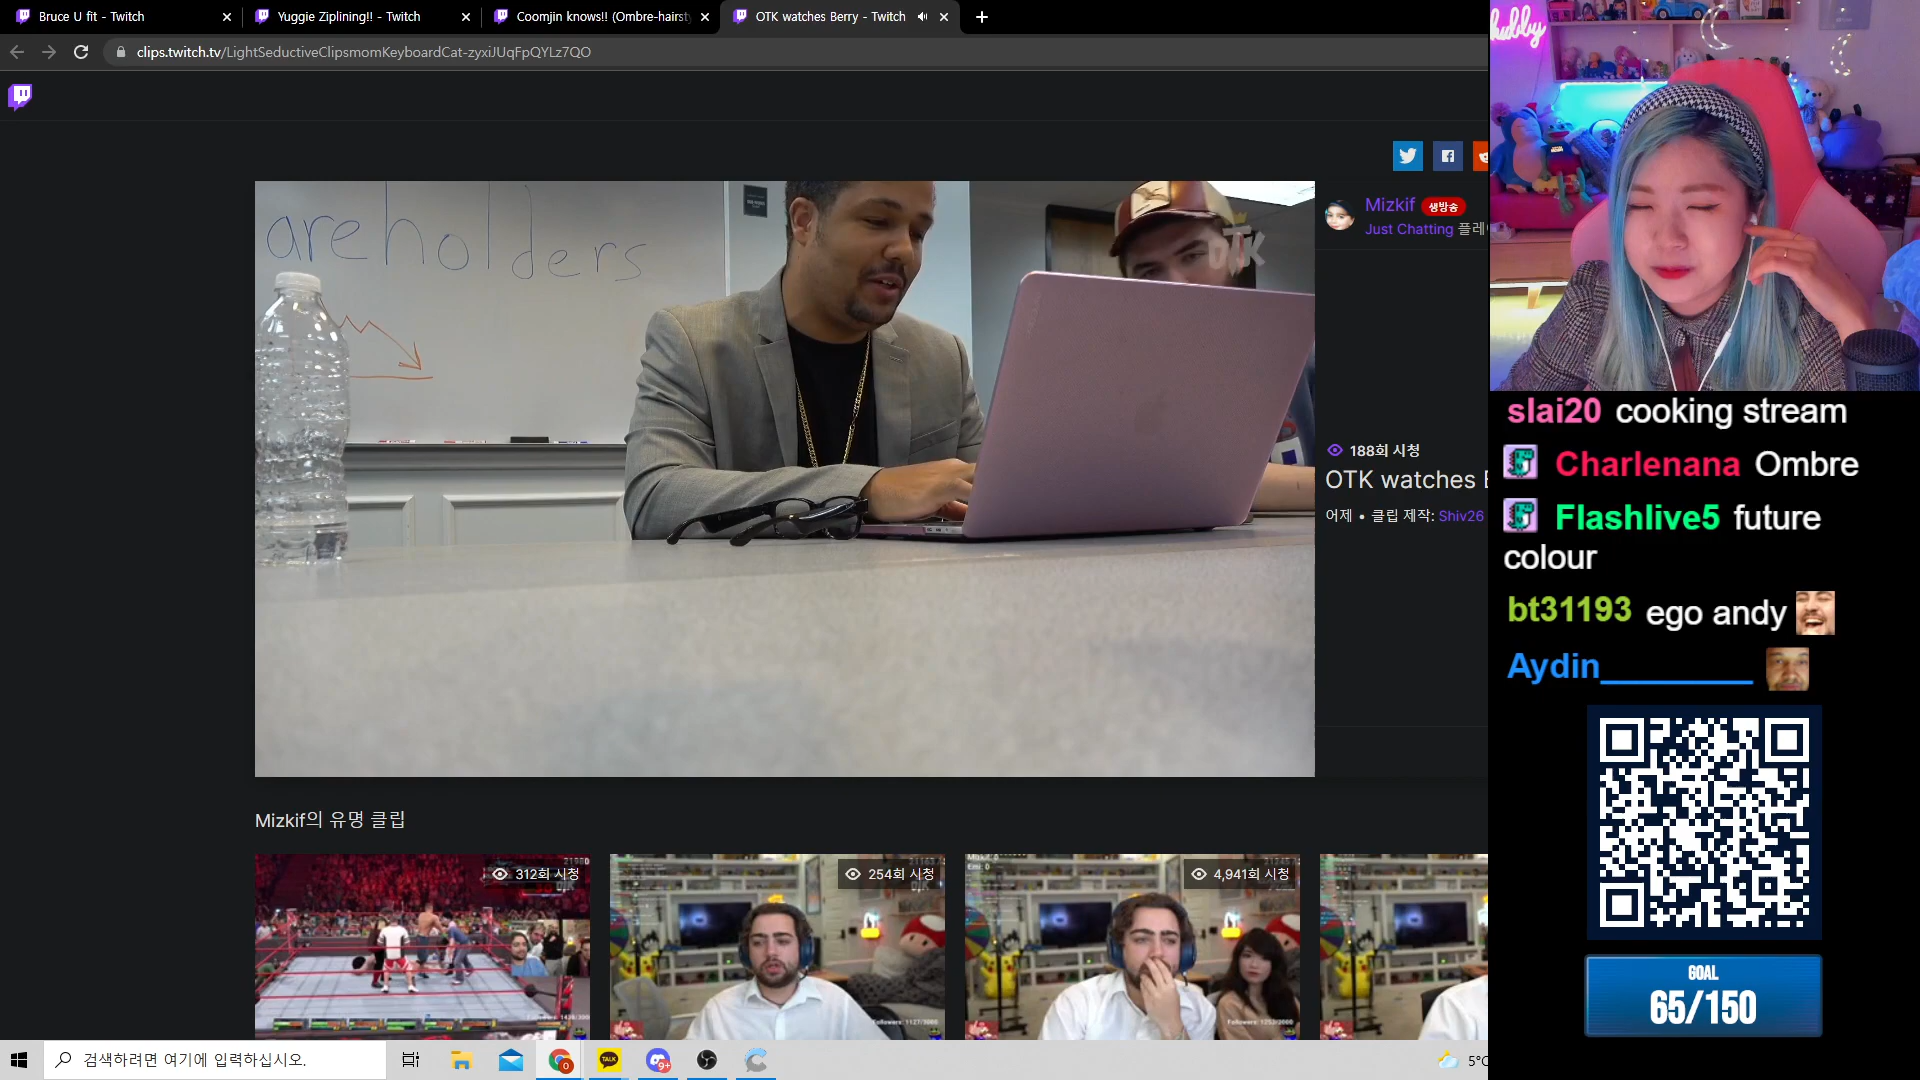 Bruce U fit - Twitch
Yuggie Ziplining!! - Twitch
Coomjin knows!! (Ombre-hairst
OTK watches Berry - Twitch
clips.twitch.tv/LightSeductiveClipsmomKeyboardCat-zyxiJUqFpQYLz7QO
chubby
areholders
OTK
Mizkif 생방송
Just Chatting 플레
188회 시청
OTK watches B
어제 • 클립 제작: Shiv26
Mizkif의 유명 클립
312회 시청
254회 시청
4,941회 시청
slai20 cooking stream
Charlenana Ombre
Flashlive5 future
colour
bt31193 ego andy
Aydin_________
GOAL
65/150
검색하려면 여기에 입력하십시오.
TALK
9+
5°C